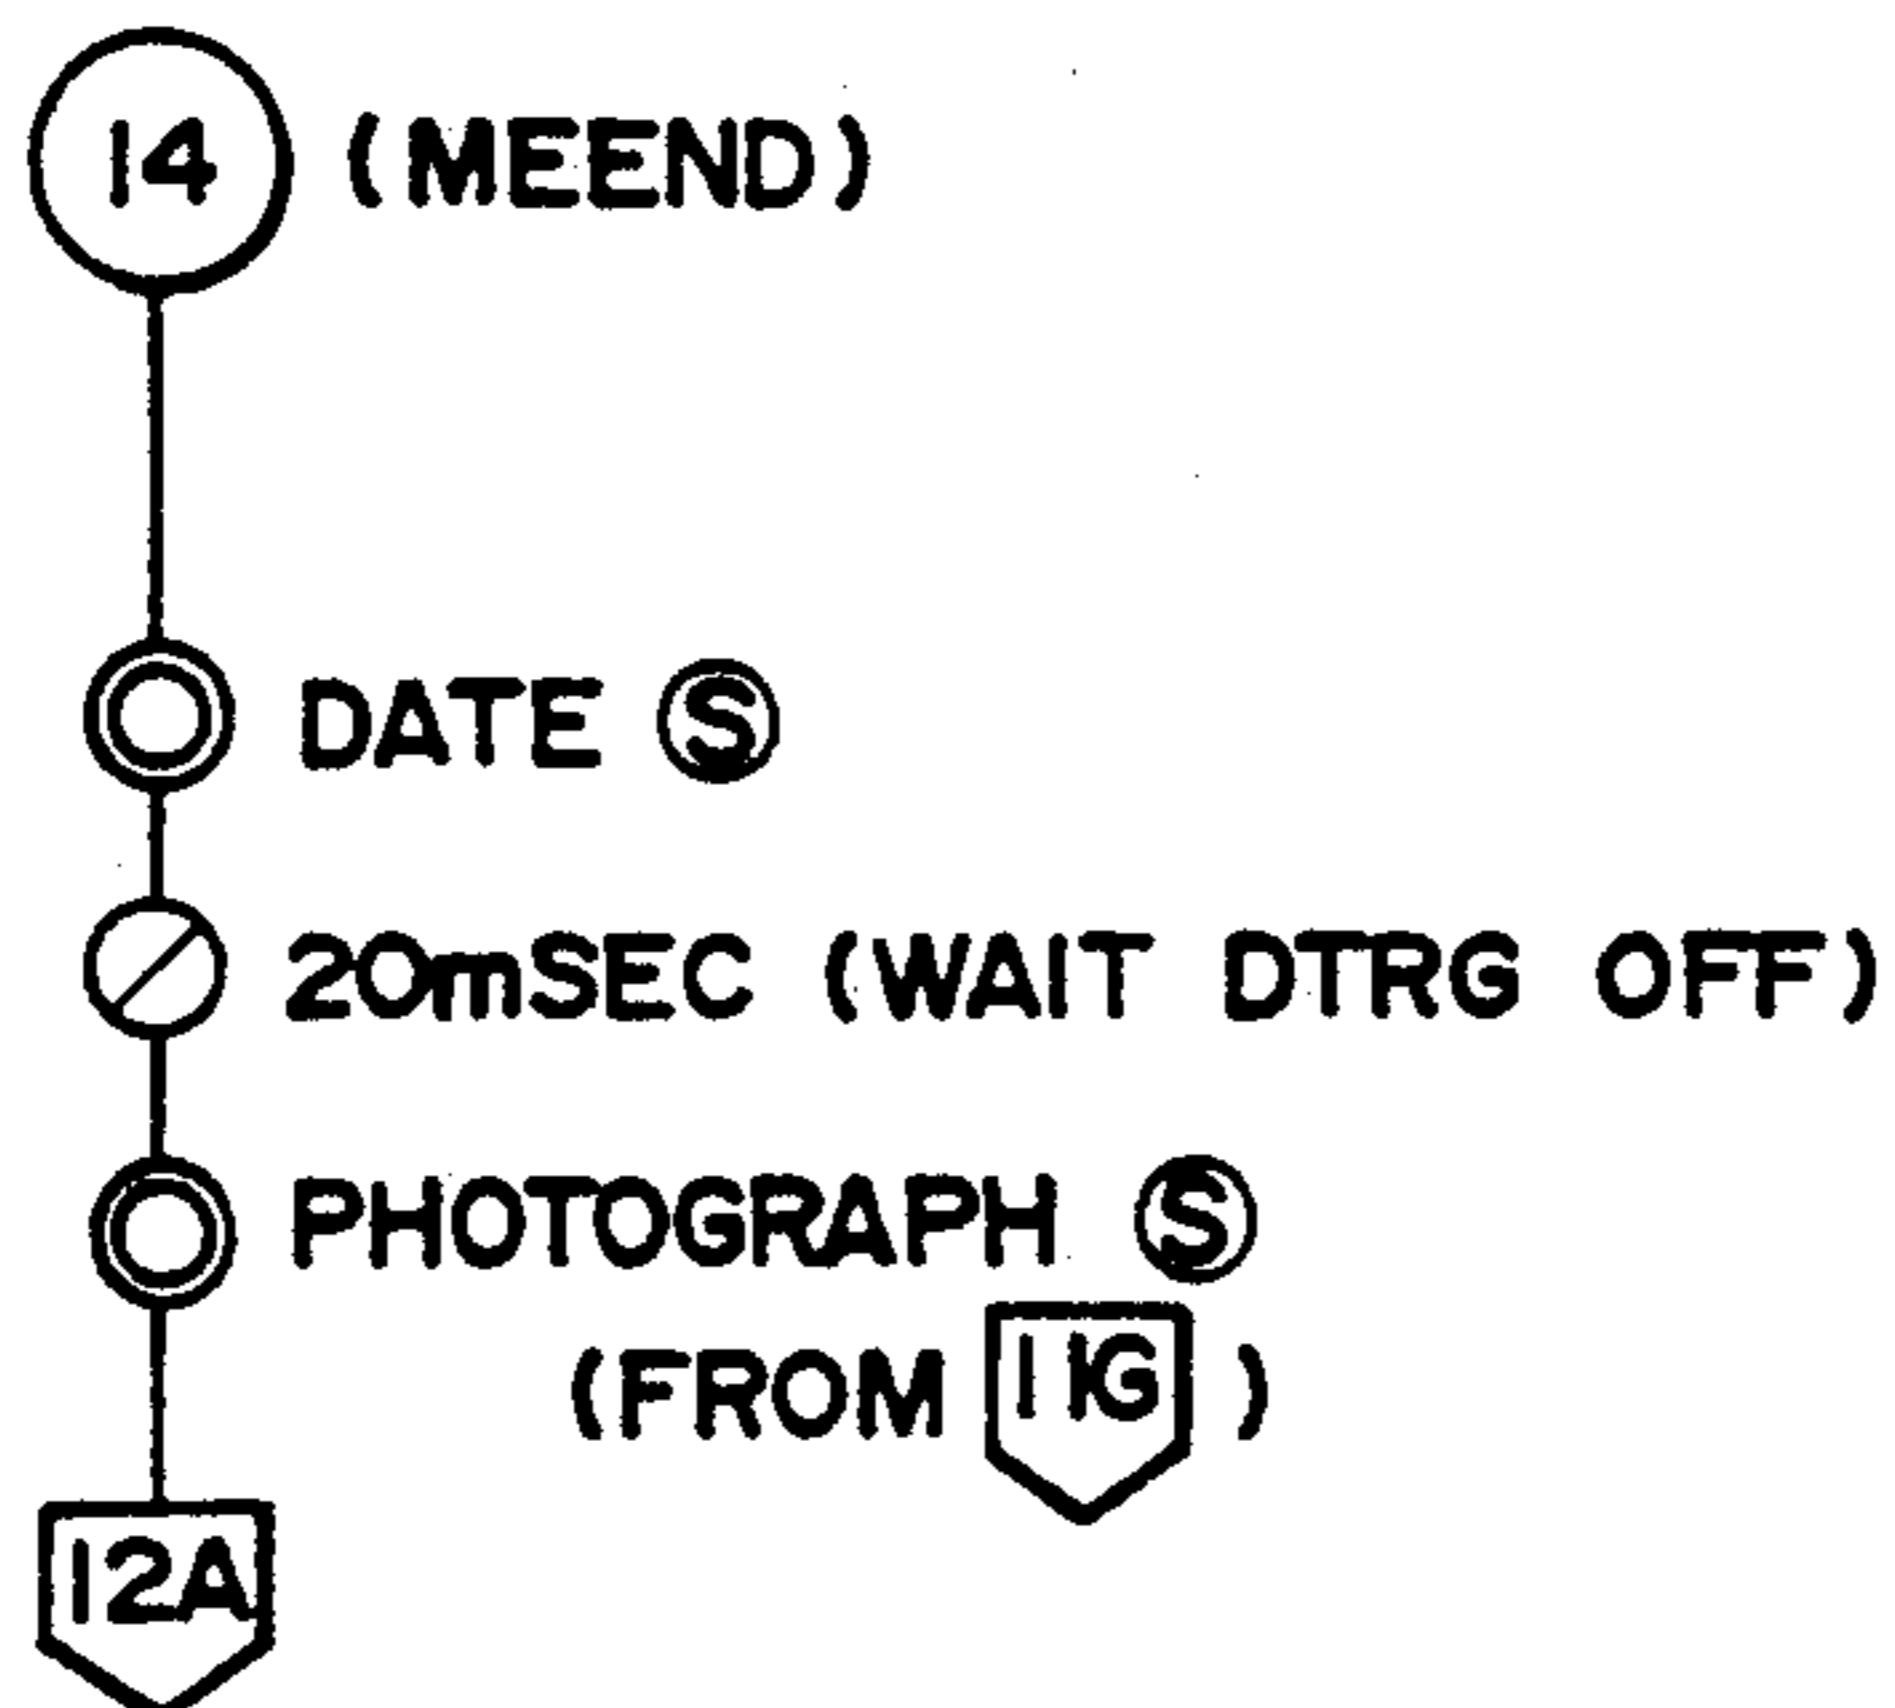 14 (MEEND)
DATE Ⓢ
20mSEC (WAIT DTRG OFF)
PHOTOGRAPH Ⓢ
(FROM 11G )
12A